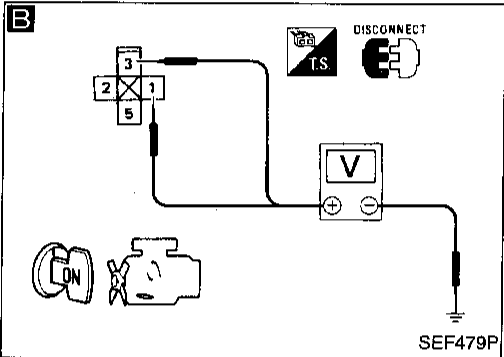 B
DISCONNECT
T.S.
3
2 1
5
V
+ -
ON
SEF479P